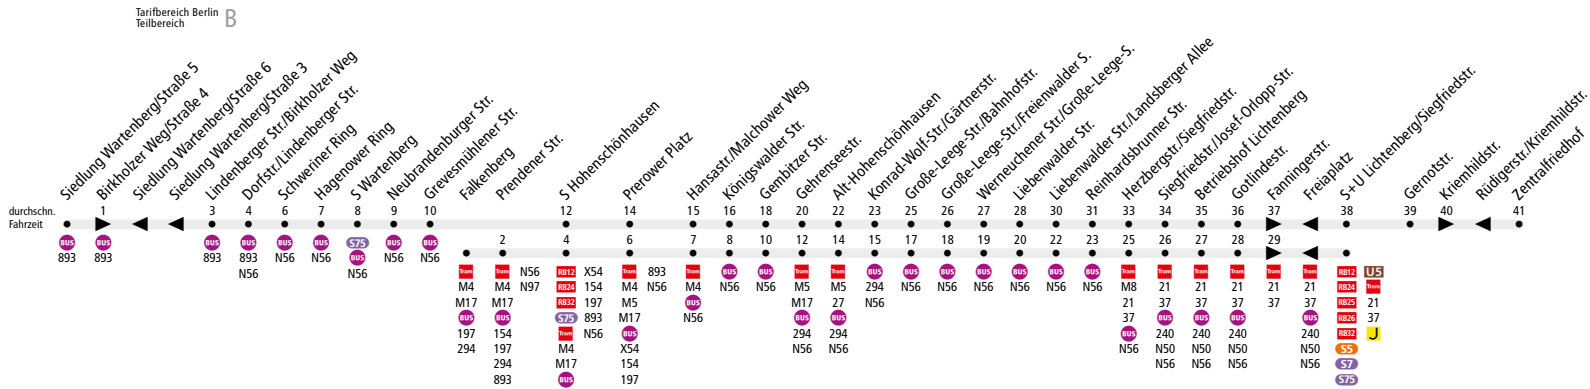 Tarifbereich Berlin
Teilbereich B
Siedlung Wartenberg/Straße 5
Birkholzer Weg/Straße 4
Siedlung Wartenberg/Straße 6
Siedlung Wartenberg/Straße 3
Lindenberger Str./Birkholzer Weg
Dorfstr./Lindenberger Str.
Schweriner Ring
Hagenower Ring
S Wartenberg
Neubrandenburger Str.
Grevesmühlener Str.
Falkenberg
Prendener Str.
S Hohenschönhausen
Prerower Platz
Hansastr./Malchower Weg
Königswalder Str.
Gembitzer Str.
Gehrenseestr.
Alt-Hohenschönhausen
Konrad-Wolf-Str./Gärtnerstr.
Große-Leege-Str./Bahnhofstr.
Große-Leege-Str./Freienwalder S.
Werneuchener Str./Große-Leege-S.
Liebenwalder Str.
Liebenwalder Str./Landsberger Allee
Reinhardsbrunner Str.
Herzbergstr./Siegfriedstr.
Siegfriedstr./Josef-Orlopp-Str.
Betriebshof Lichtenberg
Gotlindestr.
Fanningerstr.
Freiaplatz
S+U Lichtenberg/Siegfriedstr.
Gernotstr.
Kriemhildstr.
Rüdigerstr./Kriemhildstr.
Zentralfriedhof
durchschn. 1 3 4 6 7 8 9 10 12 14 15 16 18 20 22 23 25 26 27 28 30 31 33 34 35 36 37 38 39 40 41
Fahrzeit
2 4 6 7 8 10 12 14 15 17 18 19 20 22 23 25 26 27 28 29
BUS 893
BUS 893
BUS 893
BUS 893 N56
BUS N56
BUS N56
S75 BUS N56
BUS N56
BUS N56
Tram M4 M17 BUS 197 294
Tram M4 M17 BUS 154 197 294 893
N56 N97
RB12 RB24 RB32 S75 Tram M4 M17 BUS
X54 154 197 893 N56
Tram M4 M5 M17 BUS X54 154 197
893 N56
Tram M4 BUS N56
BUS N56
BUS N56
Tram M5 M17 BUS 294 N56
Tram M5 27 BUS 294 N56
BUS 294 N56
BUS N56
BUS N56
BUS N56
BUS N56
BUS N56
BUS N56
Tram M8 21 37 BUS N56
Tram 21 37 BUS 240 N50 N56
Tram 21 37 BUS 240 N50 N56
Tram 21 37 BUS 240 N50 N56
Tram 21 37
Tram 21 37 BUS 240 N50 N56
RB12 RB24 RB25 RB26 RB32 S5 S7 S75
U5 Tram 21 37